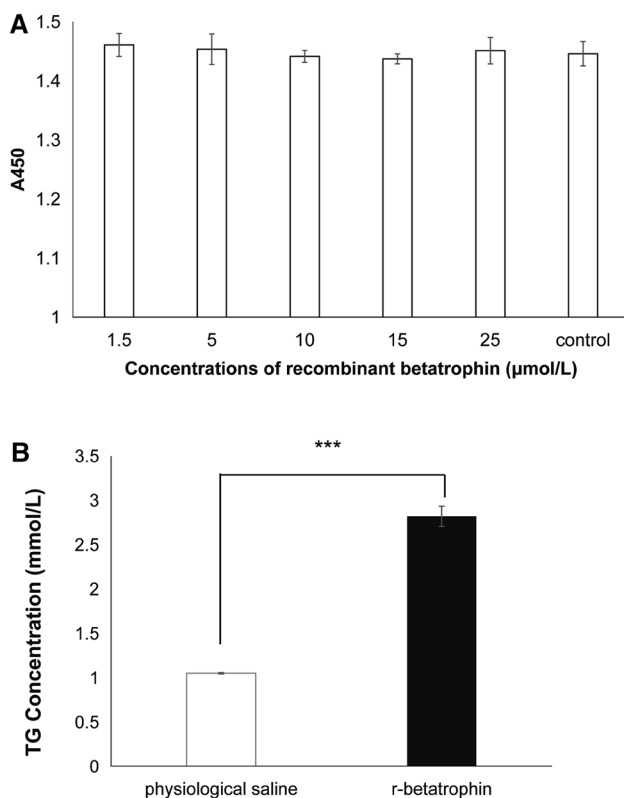 A
1.5
1.4
1.3
1.2
1.1
1
A450
1.5 5 10 15 25 control
Concentrations of recombinant betatrophin (µmol/L)
B
***
3.5
3
2.5
2
1.5
1
0.5
0
TG Concentration (mmol/L)
physiological saline r-betatrophin